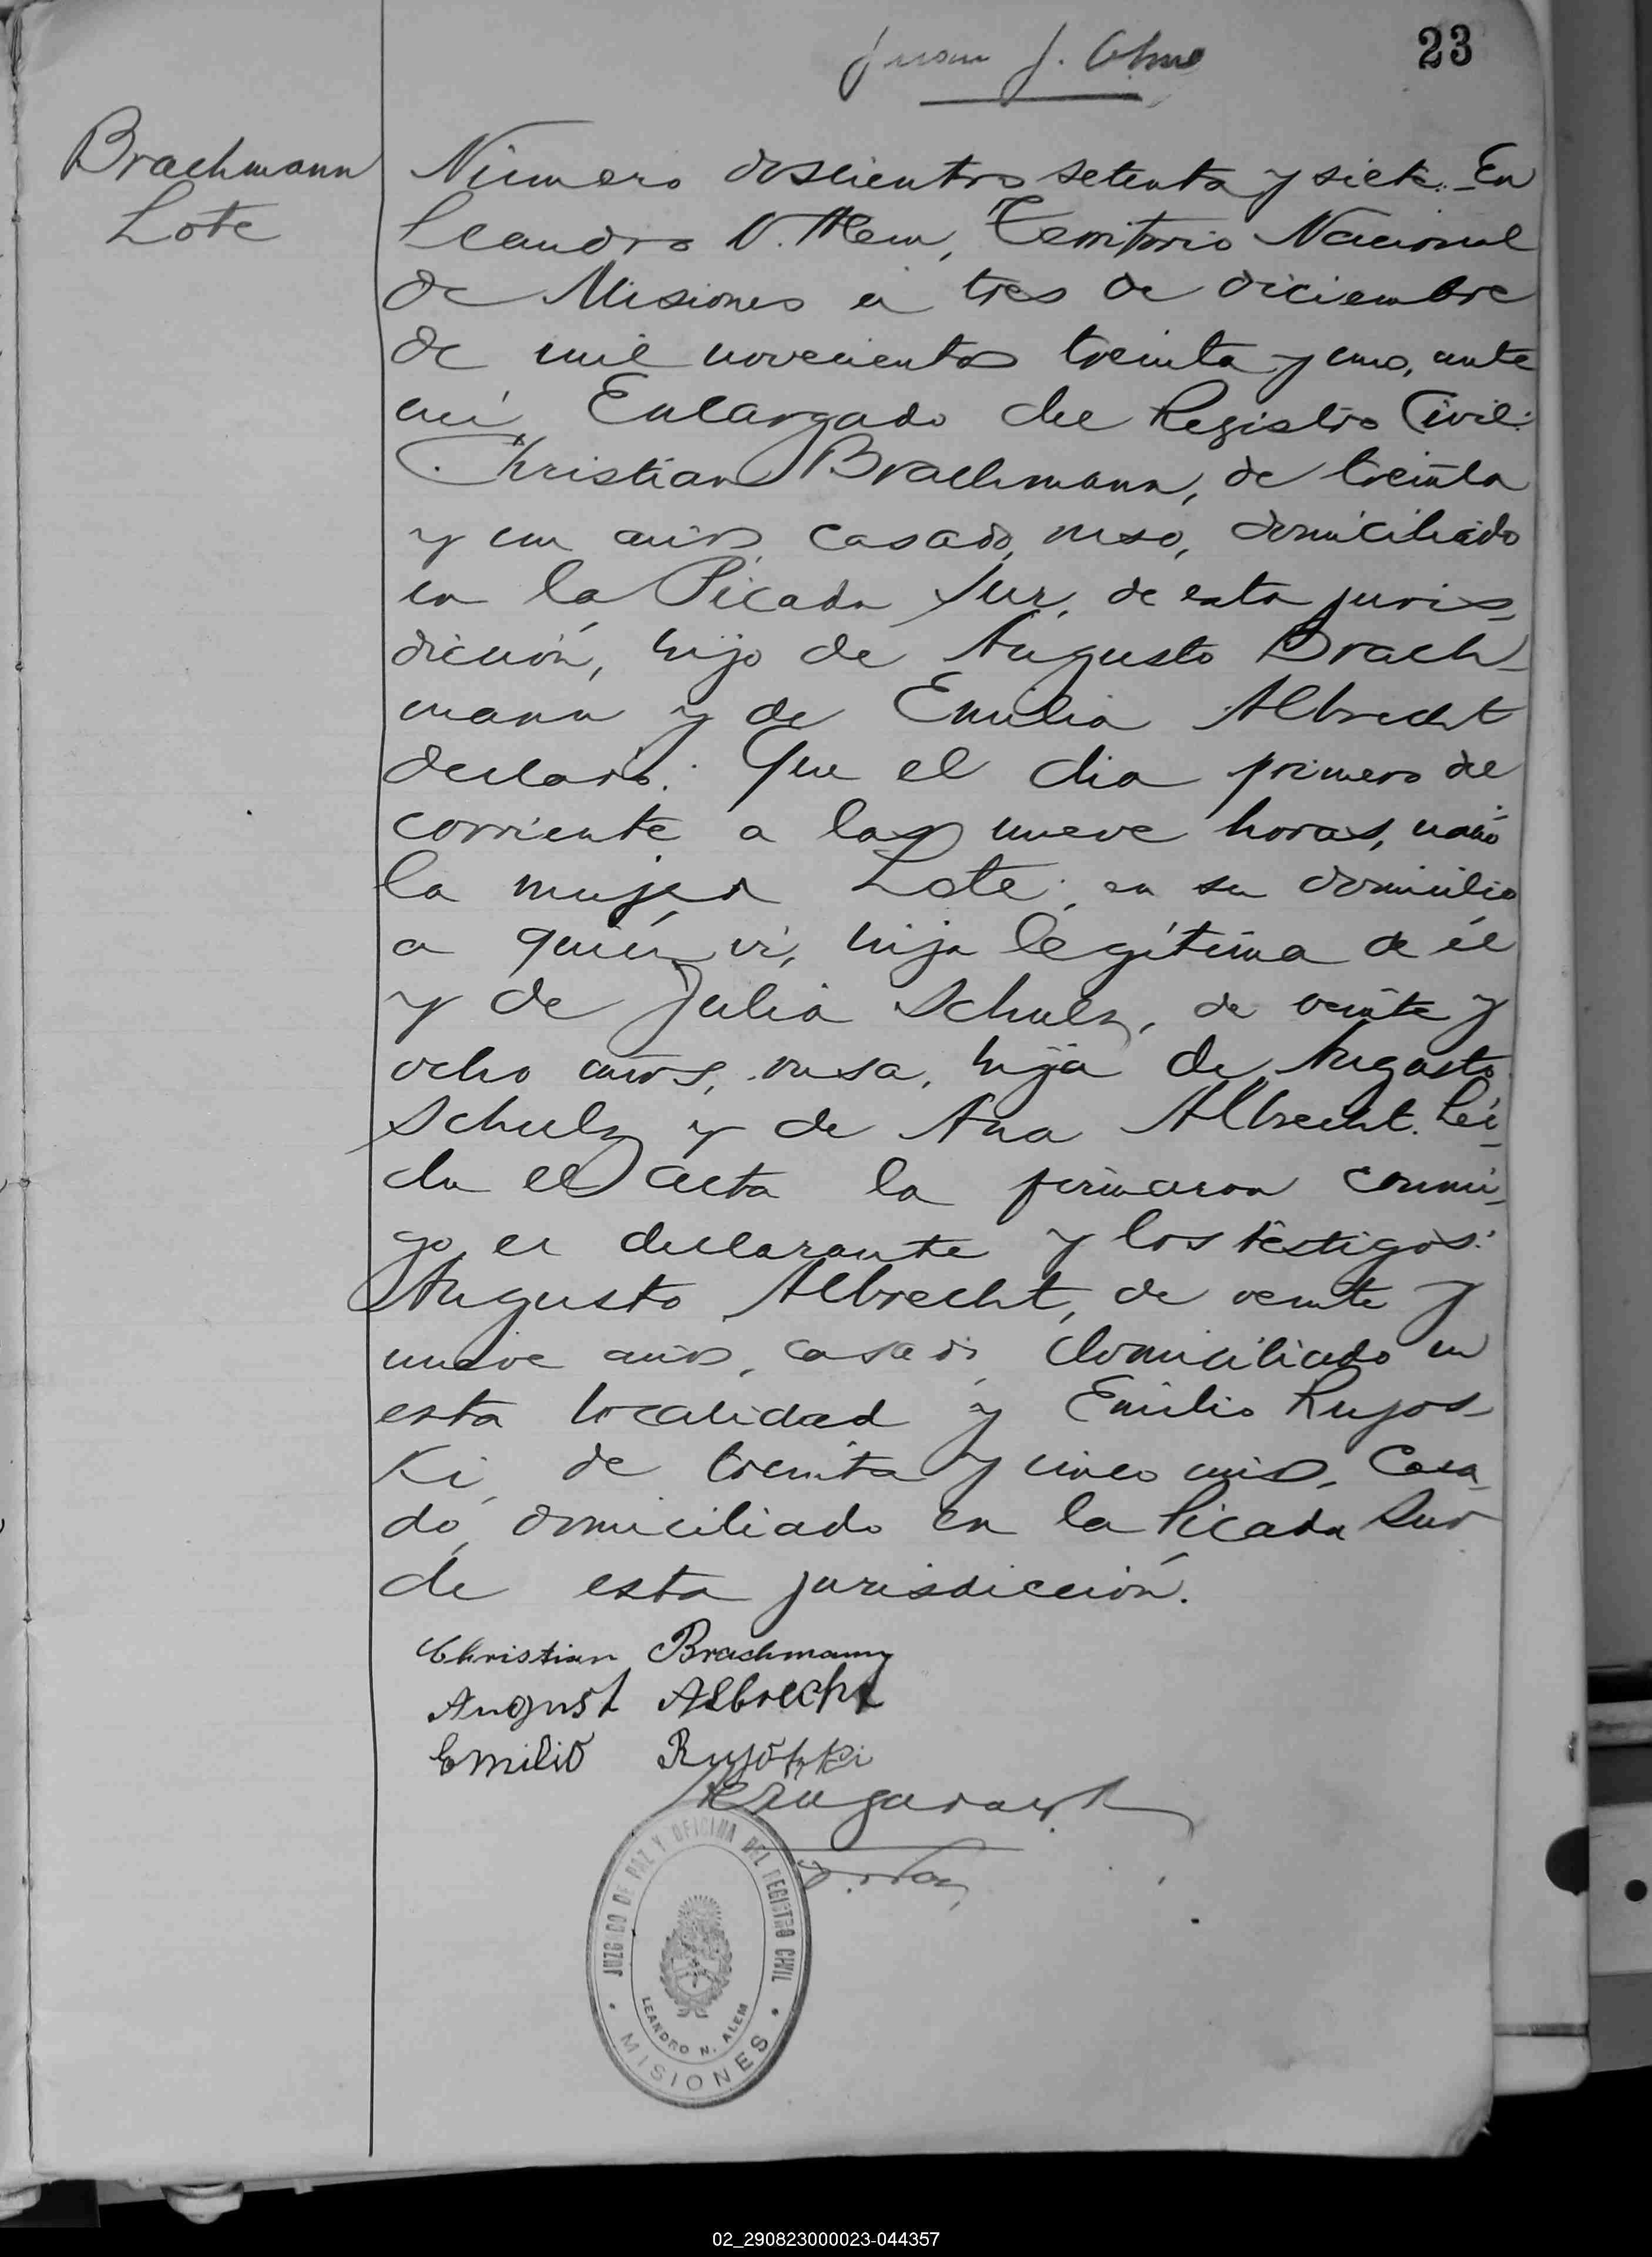 23
Juan J.
Brachmann
Lote
Número doscientos setenta y siete. En
Leandro N. Alem, Territorio Nacional
de Misiones a tres de diciembre
de mil novecientos treinta y uno, ante
mi, Encargado del Registro Civil:
Christian Brachmann, de treinta
y un años, casado, ruso, domiciliado
en la Picada Sur, de esta juris-
dicción, hijo de Augusto Brach-
mann y de Emilia Albrecht
declaró: Que el dia primero del
corriente a las nueve horas, nació
la mujer Lote, en su domicilio
a quién vi, hija legítima de él
y de Julia Schulz, de veinte y
ocho años, rusa, hija de Augusto
Schulz y de Ana Albrecht. Leí-
da el acta la firmaron conmi-
go el declarante y los testigos:
Augusto Albrecht, de veinte y
nueve años, casado, domiciliado en
esta localidad y Emilio Rujos-
ki, de treinta y cinco años, casa-
do, domiciliado en la Picada Sur
de esta jurisdicción.
Christian Brachmann
August Albrecht
Emilio
JUZGADO DE PAZ Y OFICINA DEL REGISTRO CIVIL
LEANDRO N. ALEM
MISIONES
02_290823000023-044357